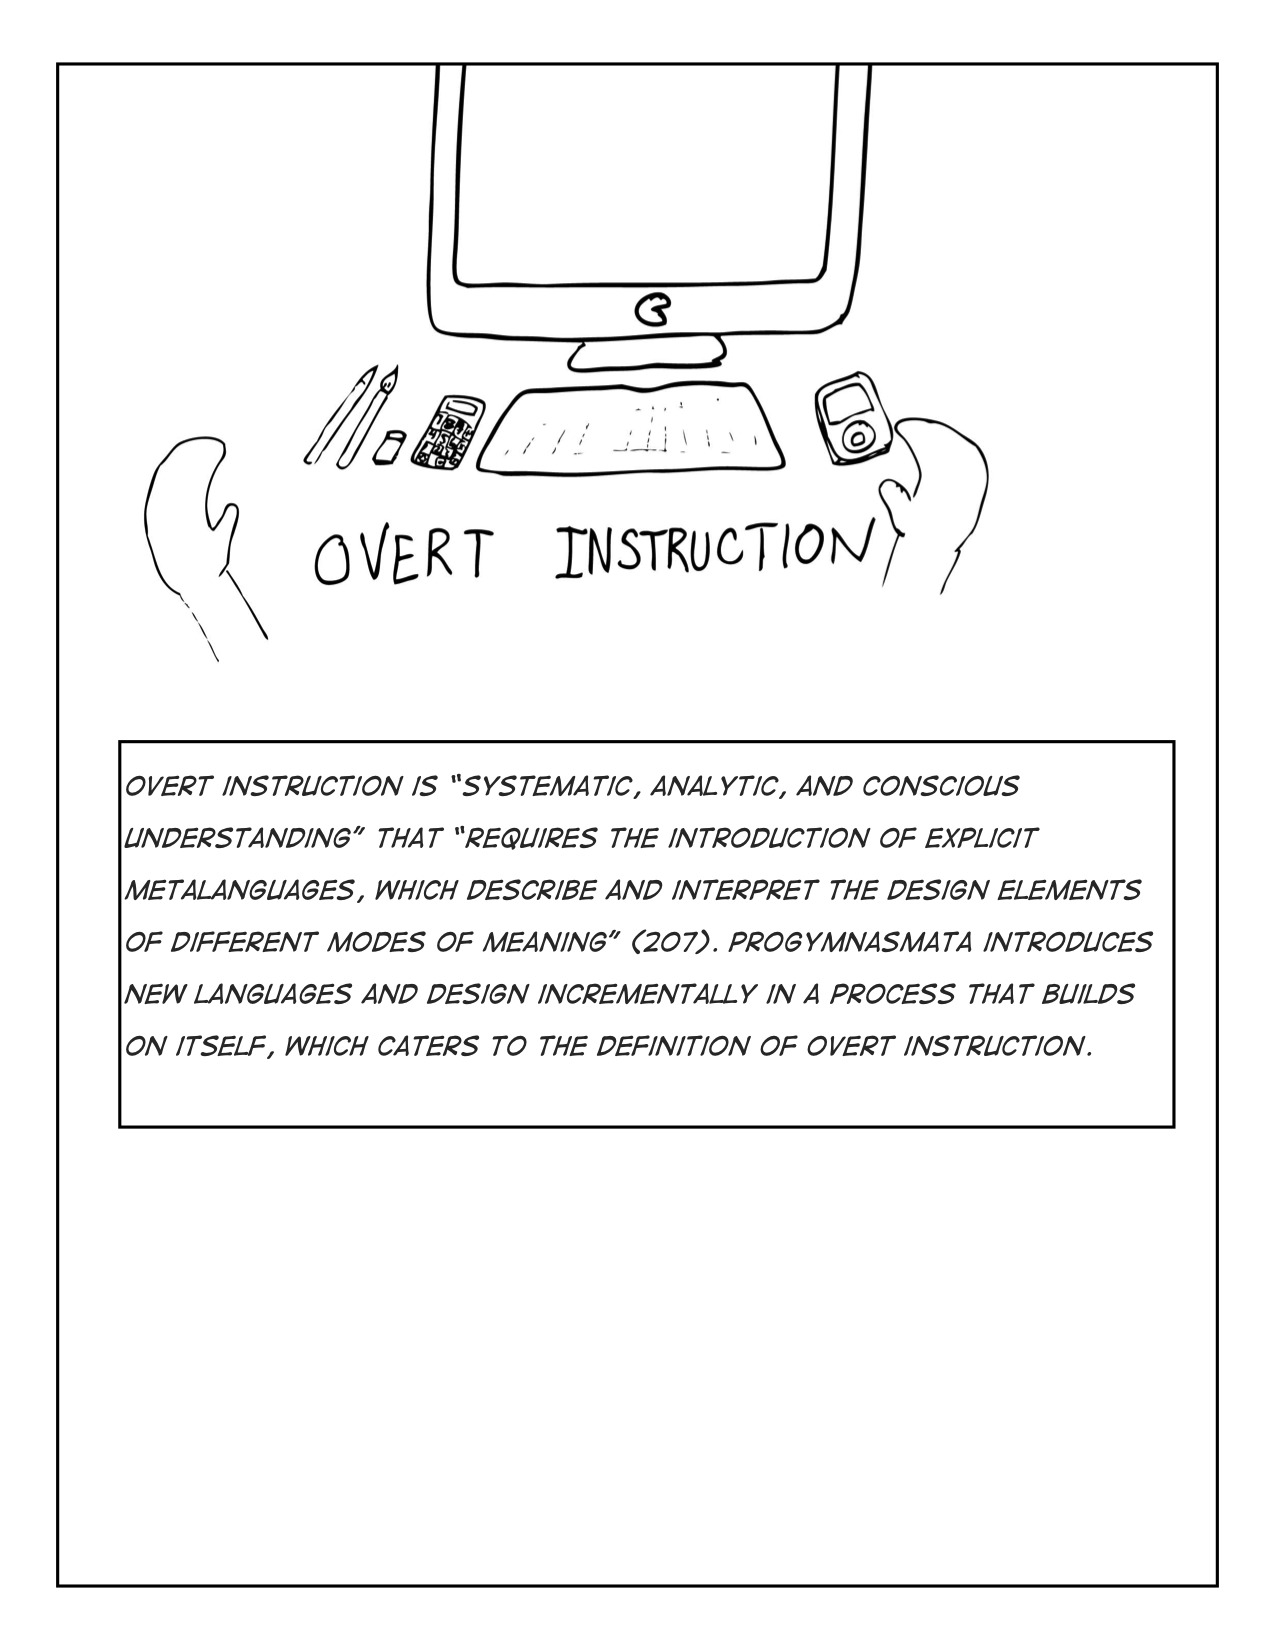 OVERT INSTRUCTION
OVERT INSTRUCTION IS “SYSTEMATIC, ANALYTIC, AND CONSCIOUS
UNDERSTANDING” THAT “REQUIRES THE INTRODUCTION OF EXPLICIT
METALANGUAGES, WHICH DESCRIBE AND INTERPRET THE DESIGN ELEMENTS
OF DIFFERENT MODES OF MEANING” (207). PROGYMNASMATA INTRODUCES
NEW LANGUAGES AND DESIGN INCREMENTALLY IN A PROCESS THAT BUILDS
ON ITSELF, WHICH CATERS TO THE DEFINITION OF OVERT INSTRUCTION.